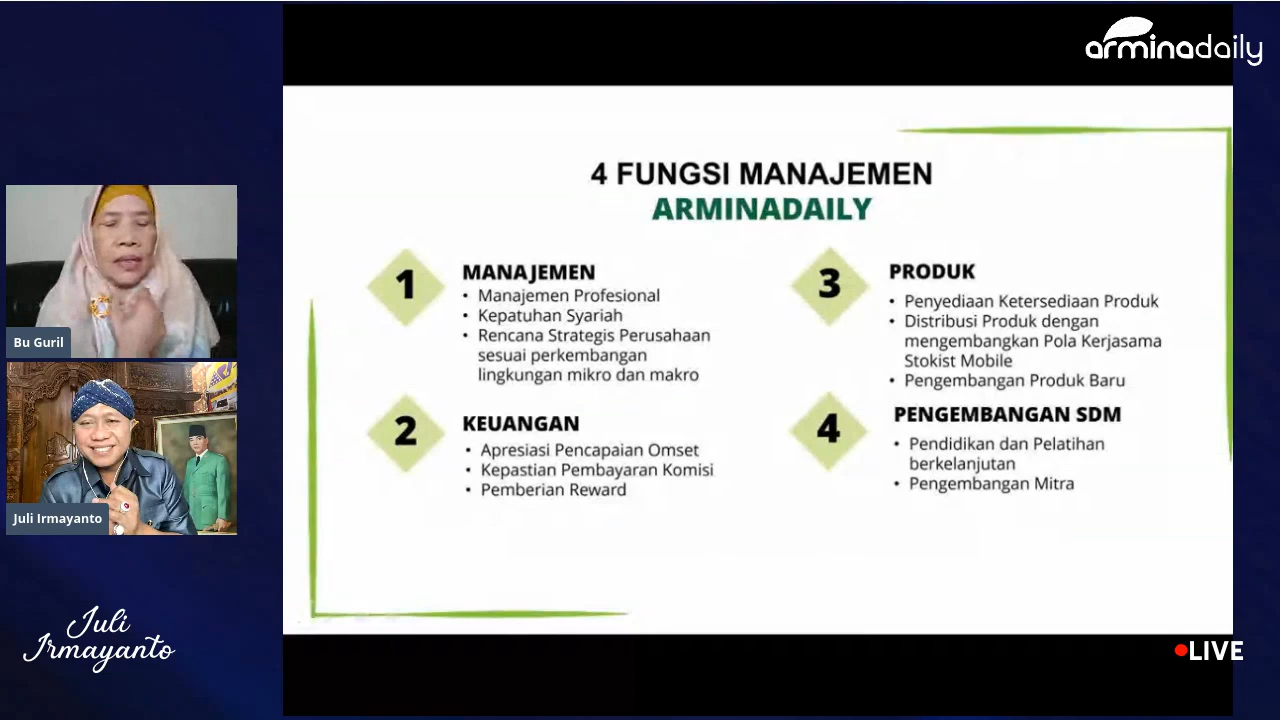 arminadaily
4 FUNGSI MANAJEMEN
ARMINADAILY
1
MANAJEMEN
• Manajemen Profesional
• Kepatuhan Syariah
• Rencana Strategis Perusahaan
sesuai perkembangan
lingkungan mikro dan makro
2
KEUANGAN
• Apresiasi Pencapaian Omset
• Kepastian Pembayaran Komisi
• Pemberian Reward
3
PRODUK
• Penyediaan Ketersediaan Produk
• Distribusi Produk dengan
mengembangkan Pola Kerjasama
Stokist Mobile
• Pengembangan Produk Baru
4
PENGEMBANGAN SDM
• Pendidikan dan Pelatihan
berkelanjutan
• Pengembangan Mitra
Bu Guril
Juli Irmayanto
Juli
Irmayanto
LIVE